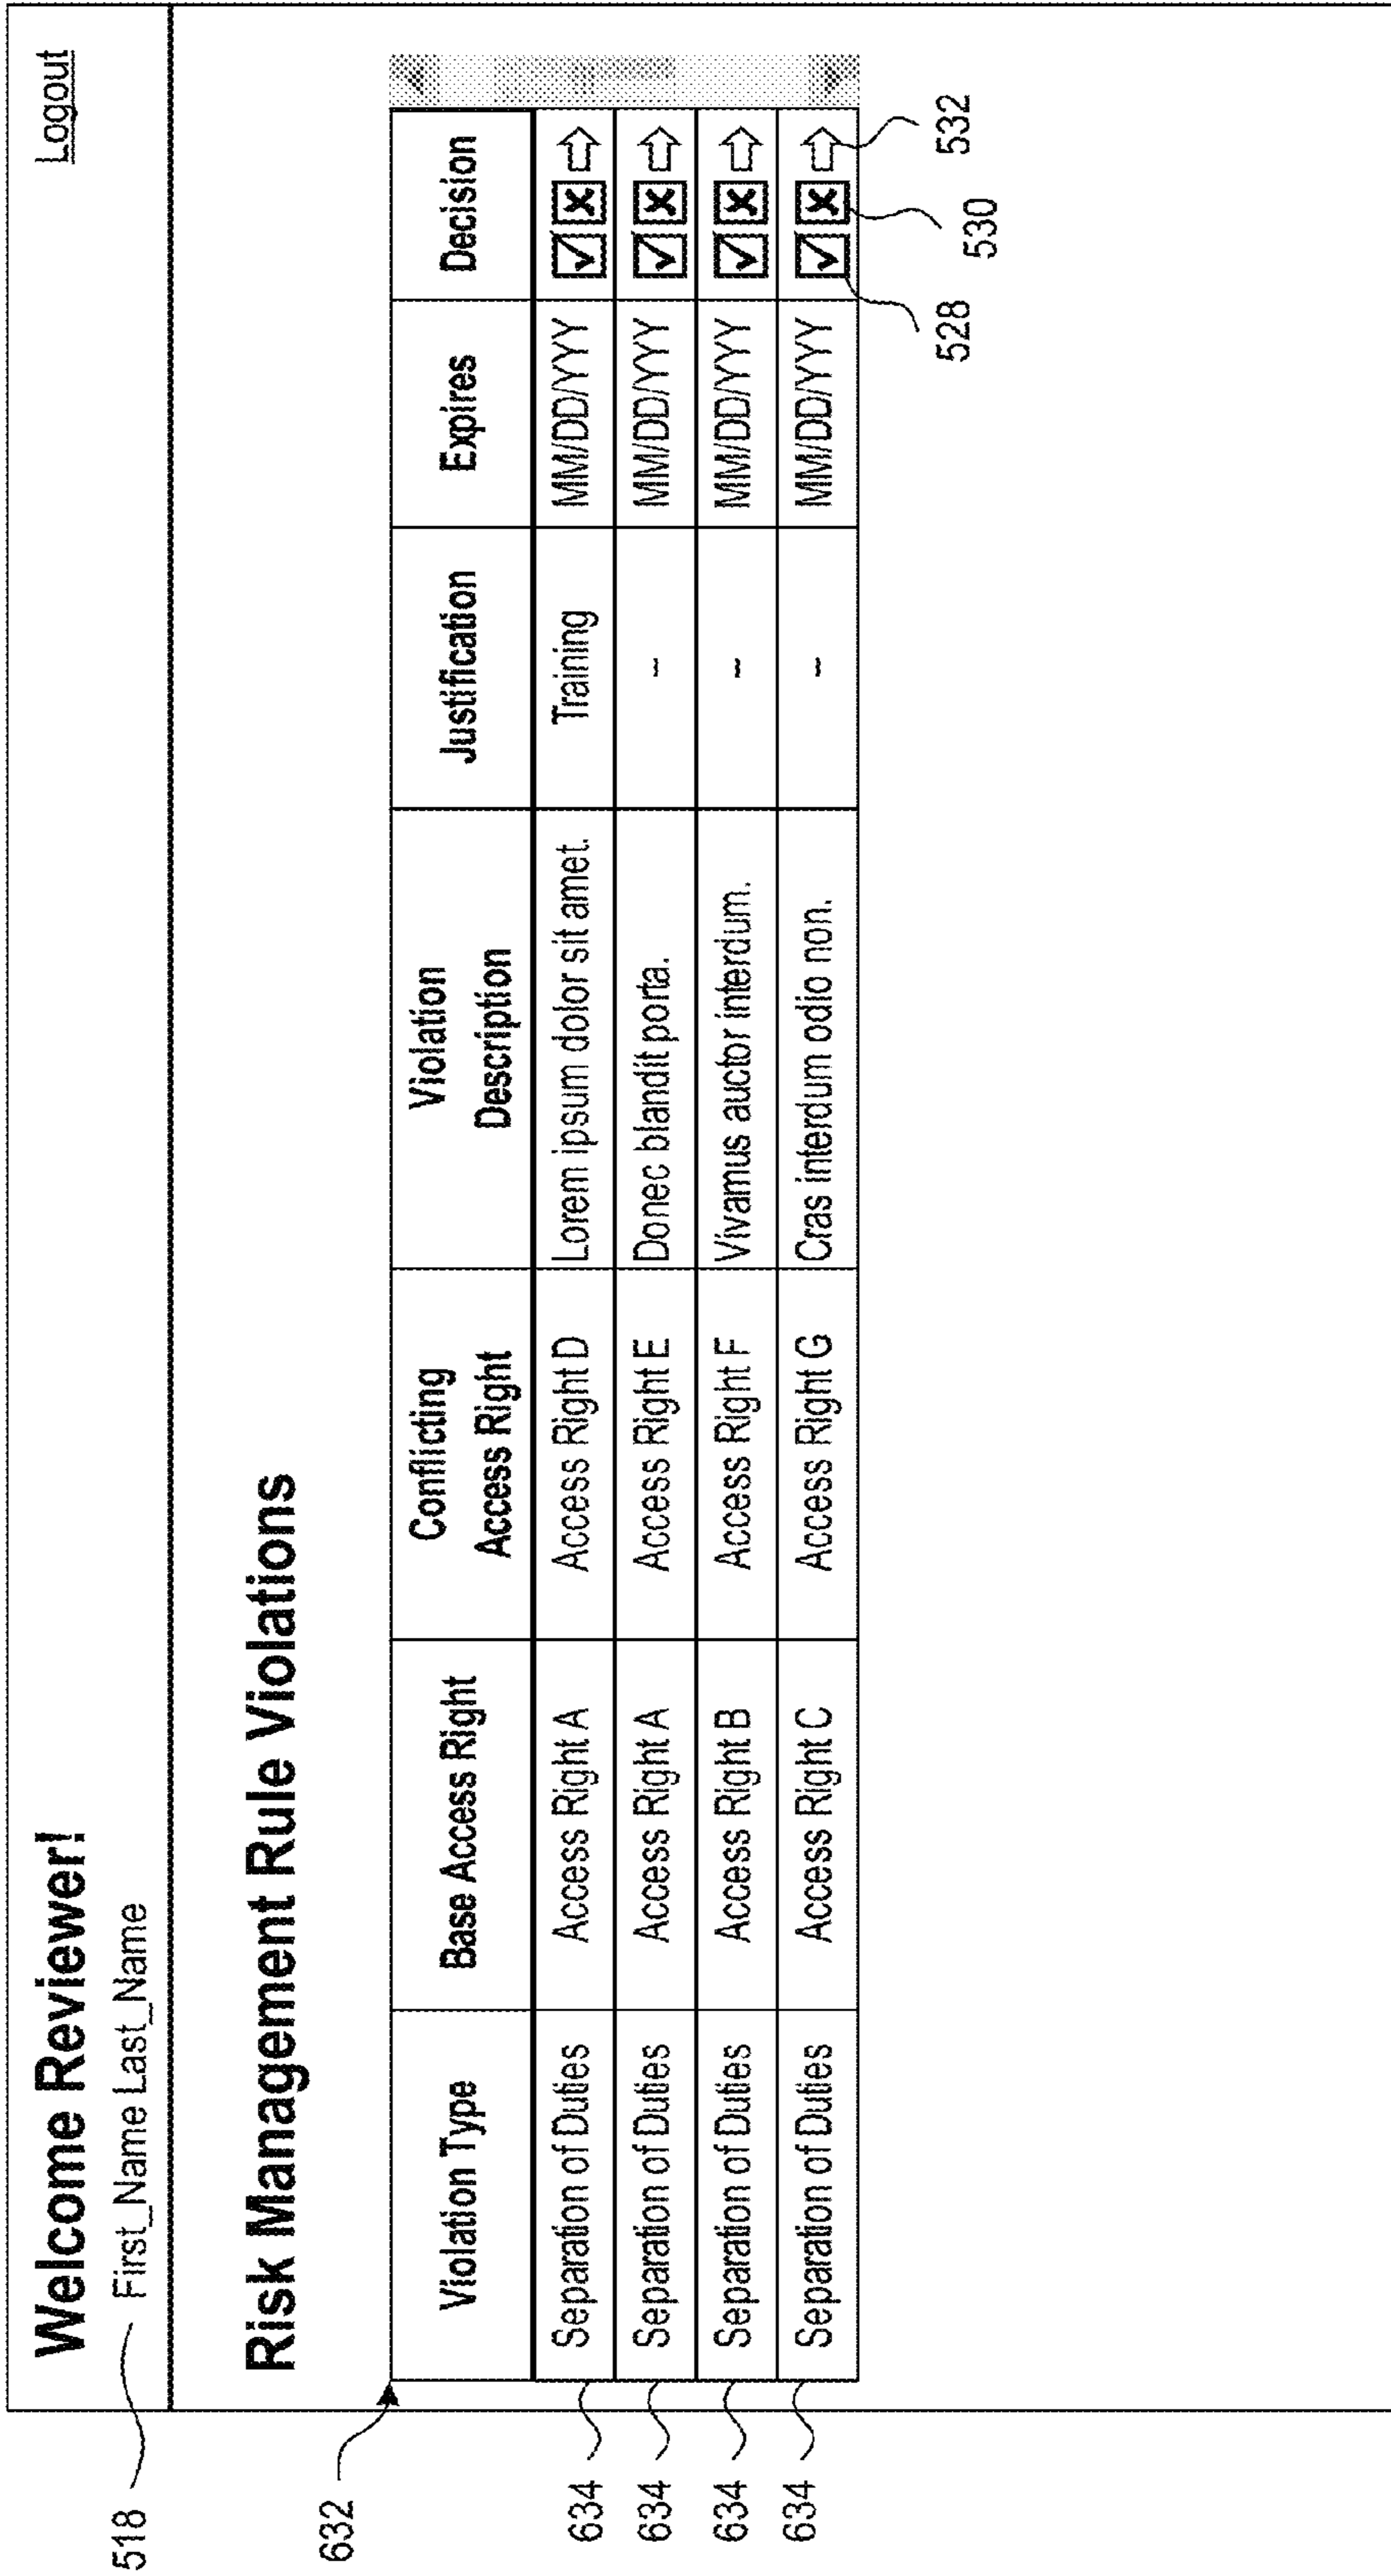 Welcome Reviewer!
Logout
518
First_Name Last_Name
Risk Management Rule Violations
632
Violation Type
Base Access Right
Conflicting
Access Right
Violation
Description
Justification
Expires
Decision
634
Separation of Duties
Access Right A
Access Right D
Lorem ipsum dolor sit amet.
Training
MM/DD/YYY
634
Separation of Duties
Access Right A
Access Right E
Donec blandit porta.
--
MM/DD/YYY
634
Separation of Duties
Access Right B
Access Right F
Vivamus auctor interdum.
--
MM/DD/YYY
634
Separation of Duties
Access Right C
Access Right G
Cras interdum odio non.
--
MM/DD/YYY
528
530
532